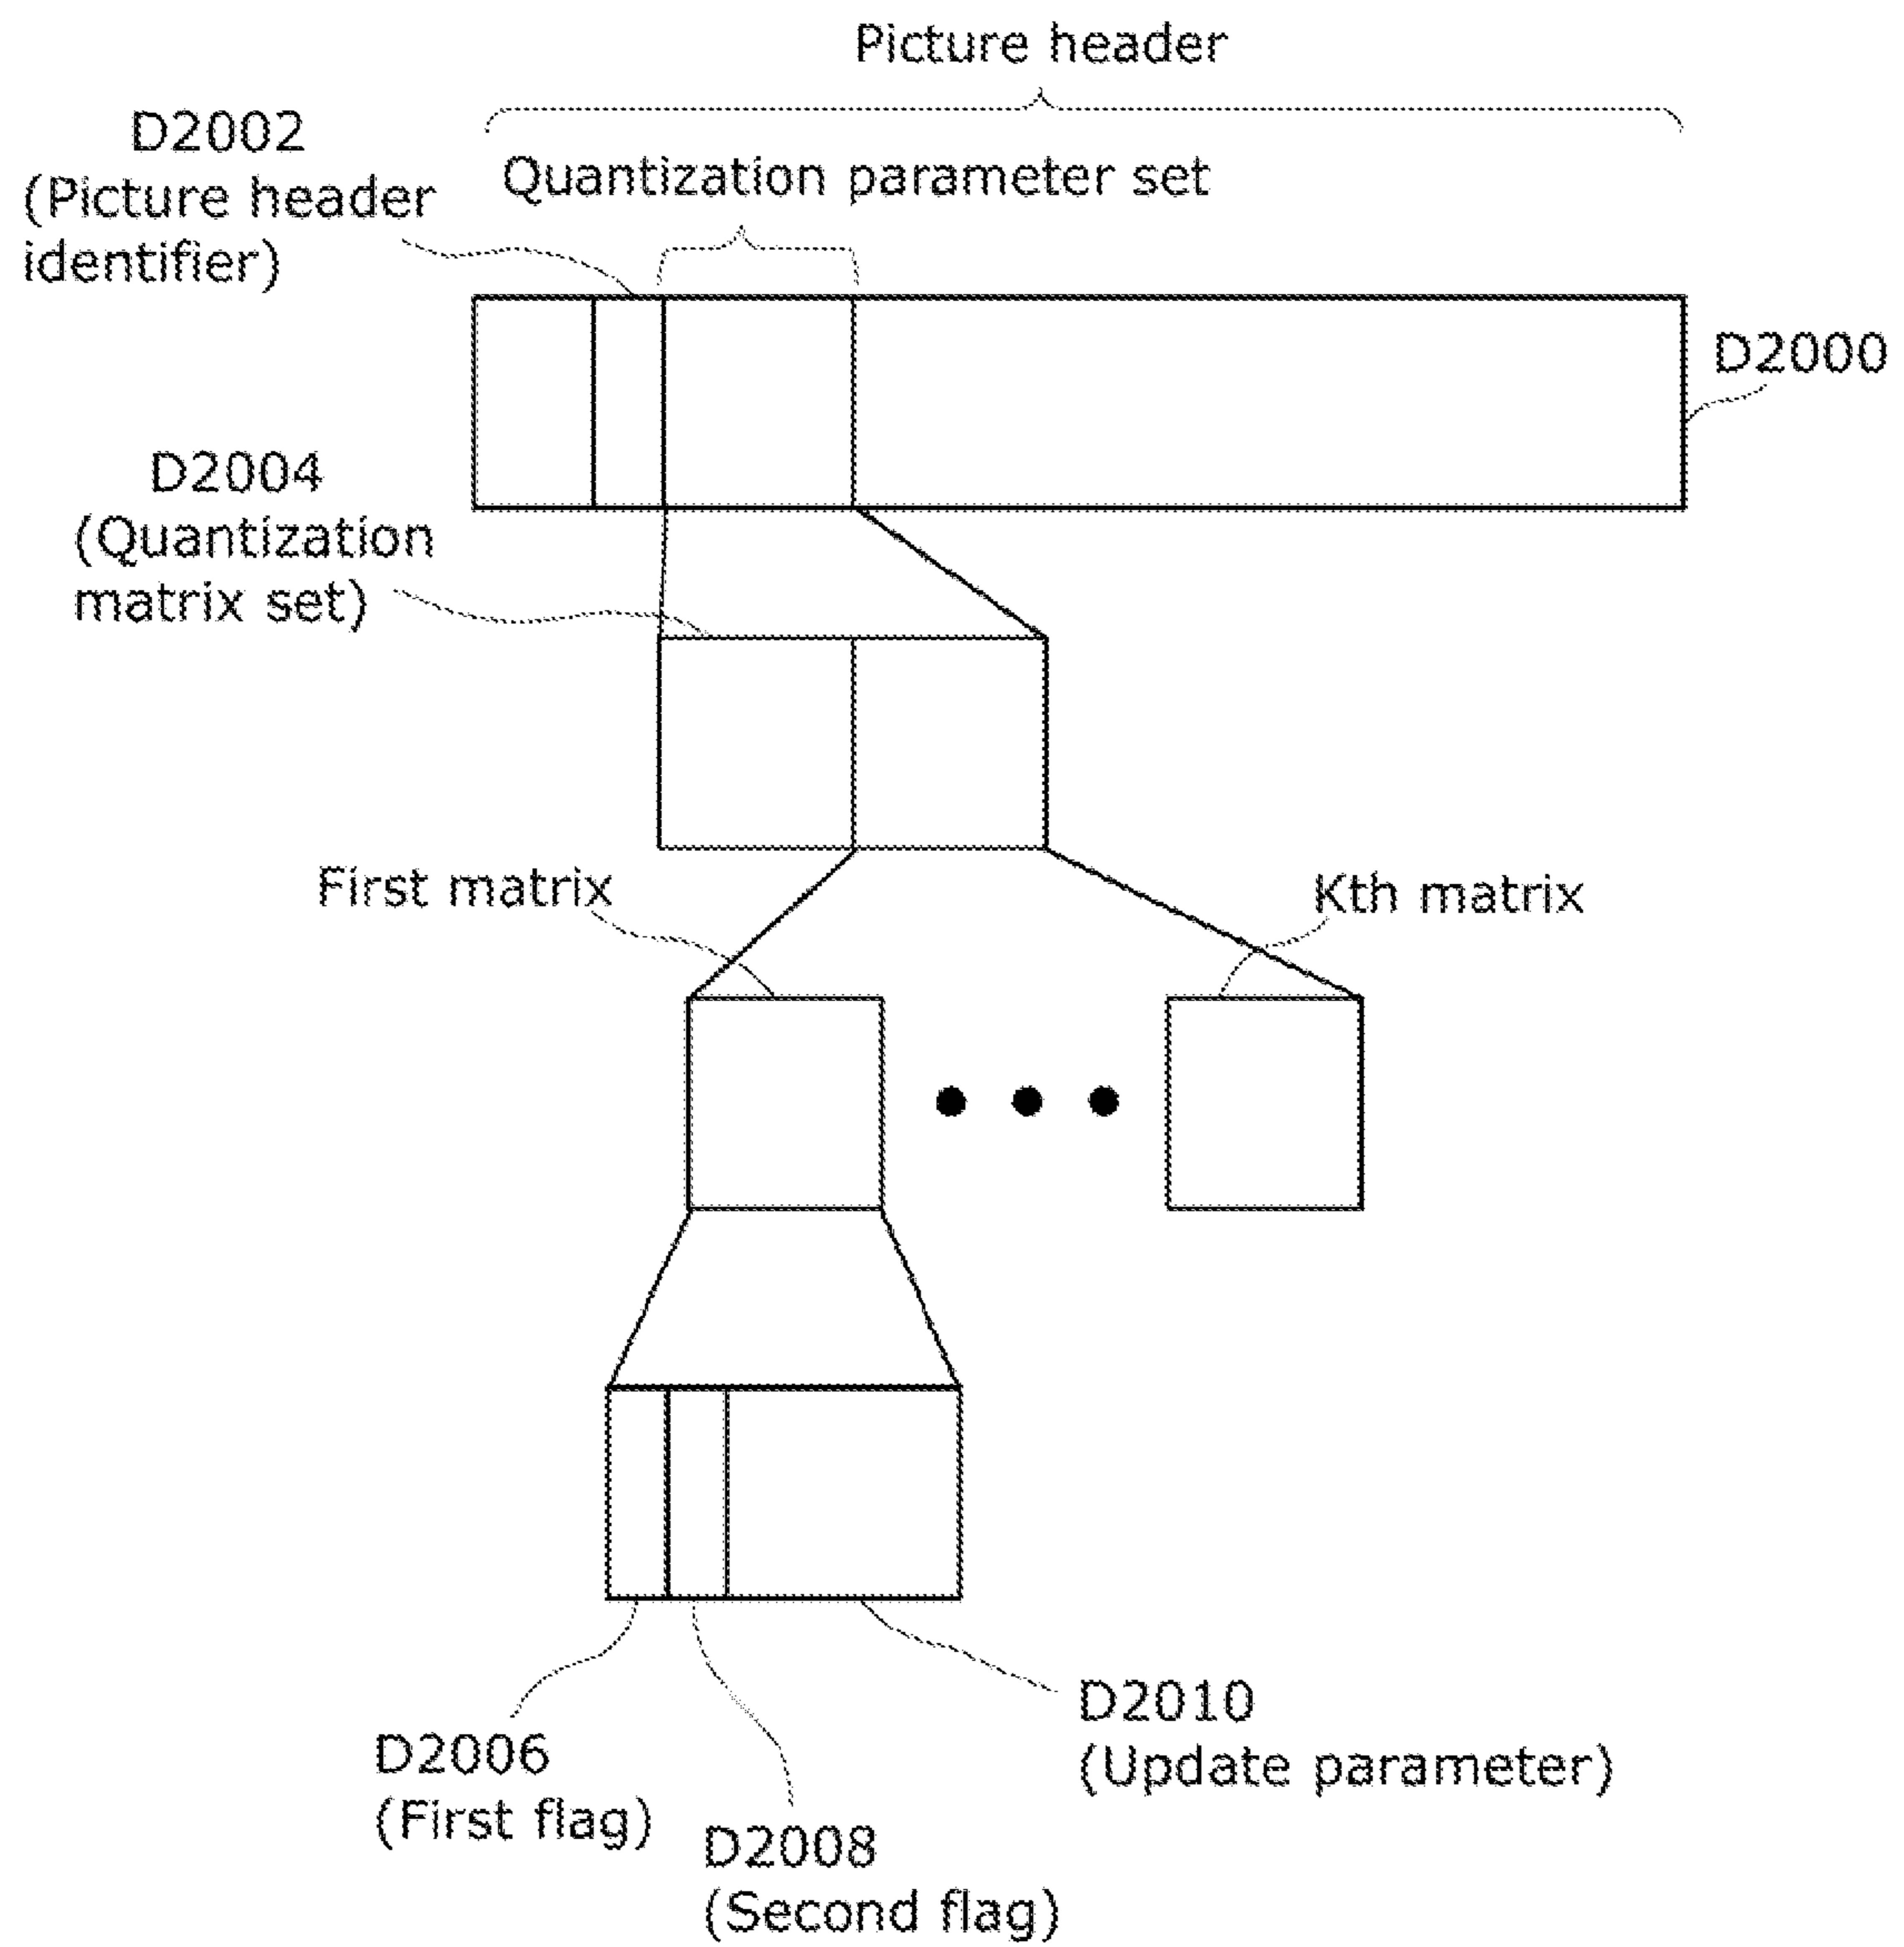 Picture header
D2002
(Picture header
identifier)
Quantization parameter set
D2000
D2004
(Quantization
matrix set)
First matrix
Kth matrix
D2010
(Update parameter)
D2006
(First flag)
D2008
(Second flag)